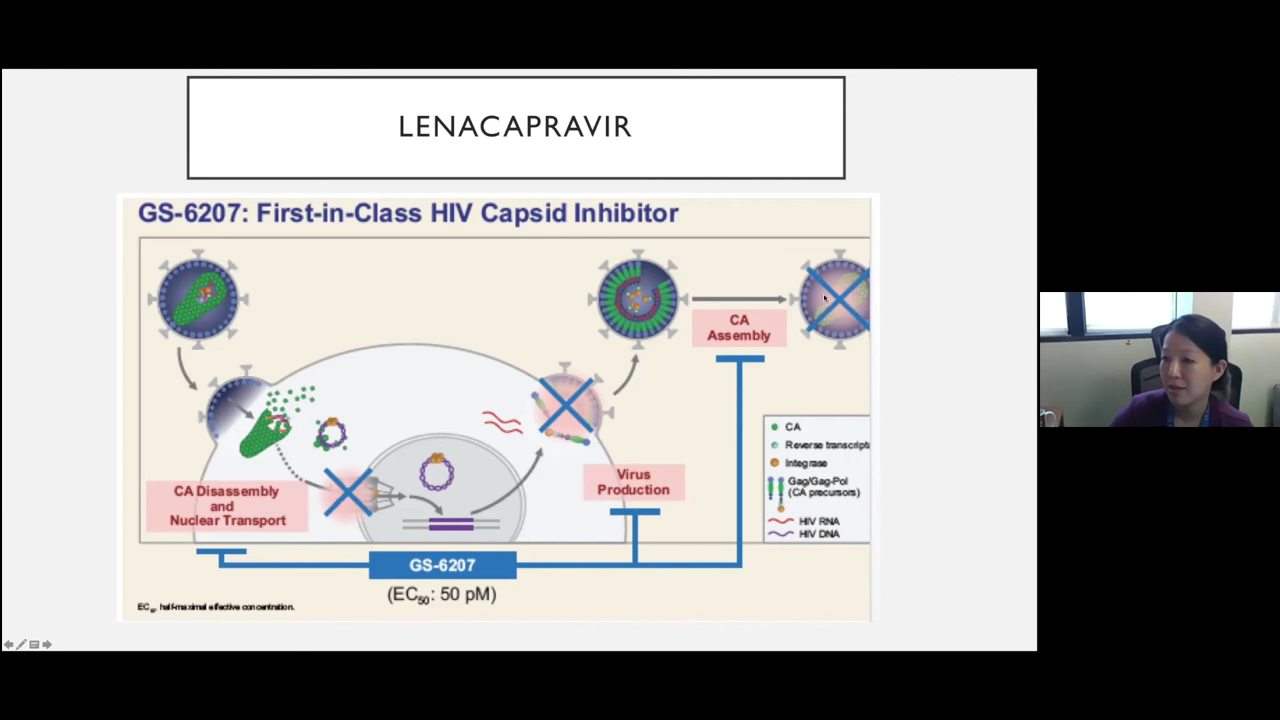 LENACAPRAVIR
GS-6207: First-in-Class HIV Capsid Inhibitor
CA
Assembly
CA
Reverse transcripta
Integrase
Gag/Gag-Pol
(CA precursors)
HIV RNA
HIV DNA
Virus
Production
CA Disassembly
and
Nuclear Transport
GS-6207
(EC50: 50 pM)
EC50, half-maximal effective concentration.